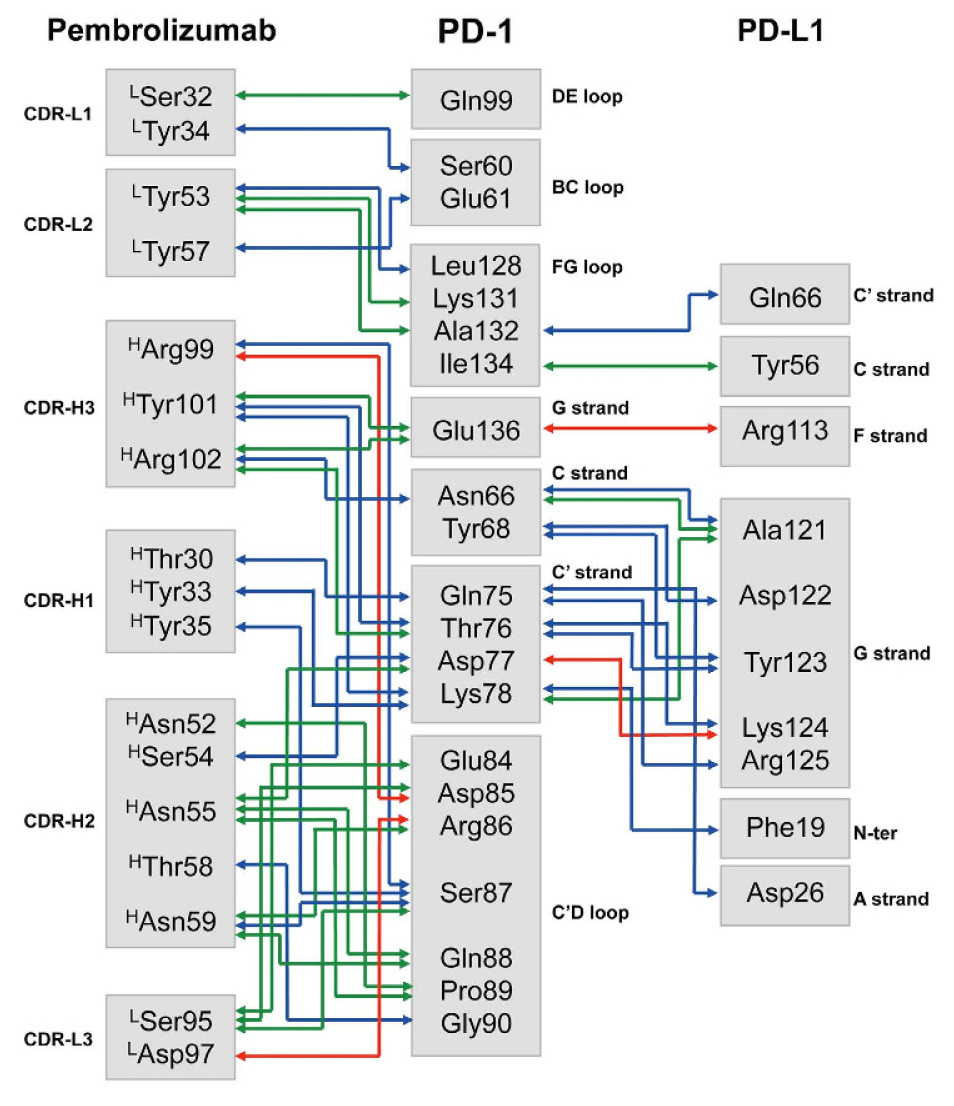 Pembrolizumab
PD-1
PD-L1
CDR-L1
LSer32
LTyr34
CDR-L2
LTyr53
LTyr57
CDR-H3
HArg99
HTyr101
HArg102
CDR-H1
HThr30
HTyr33
HTyr35
CDR-H2
HAsn52
HSer54
HAsn55
HThr58
HAsn59
CDR-L3
LSer95
LAsp97
Gln99
DE loop
Ser60
Glu61
BC loop
Leu128
Lys131
Ala132
Ile134
FG loop
Glu136
G strand
Asn66
Tyr68
C strand
Gln75
Thr76
Asp77
Lys78
C’ strand
Glu84
Asp85
Arg86
Ser87
Gln88
Pro89
Gly90
C’D loop
Gln66
C’ strand
Tyr56
C strand
Arg113
F strand
Ala121
Asp122
Tyr123
Lys124
Arg125
G strand
Phe19
N-ter
Asp26
A strand